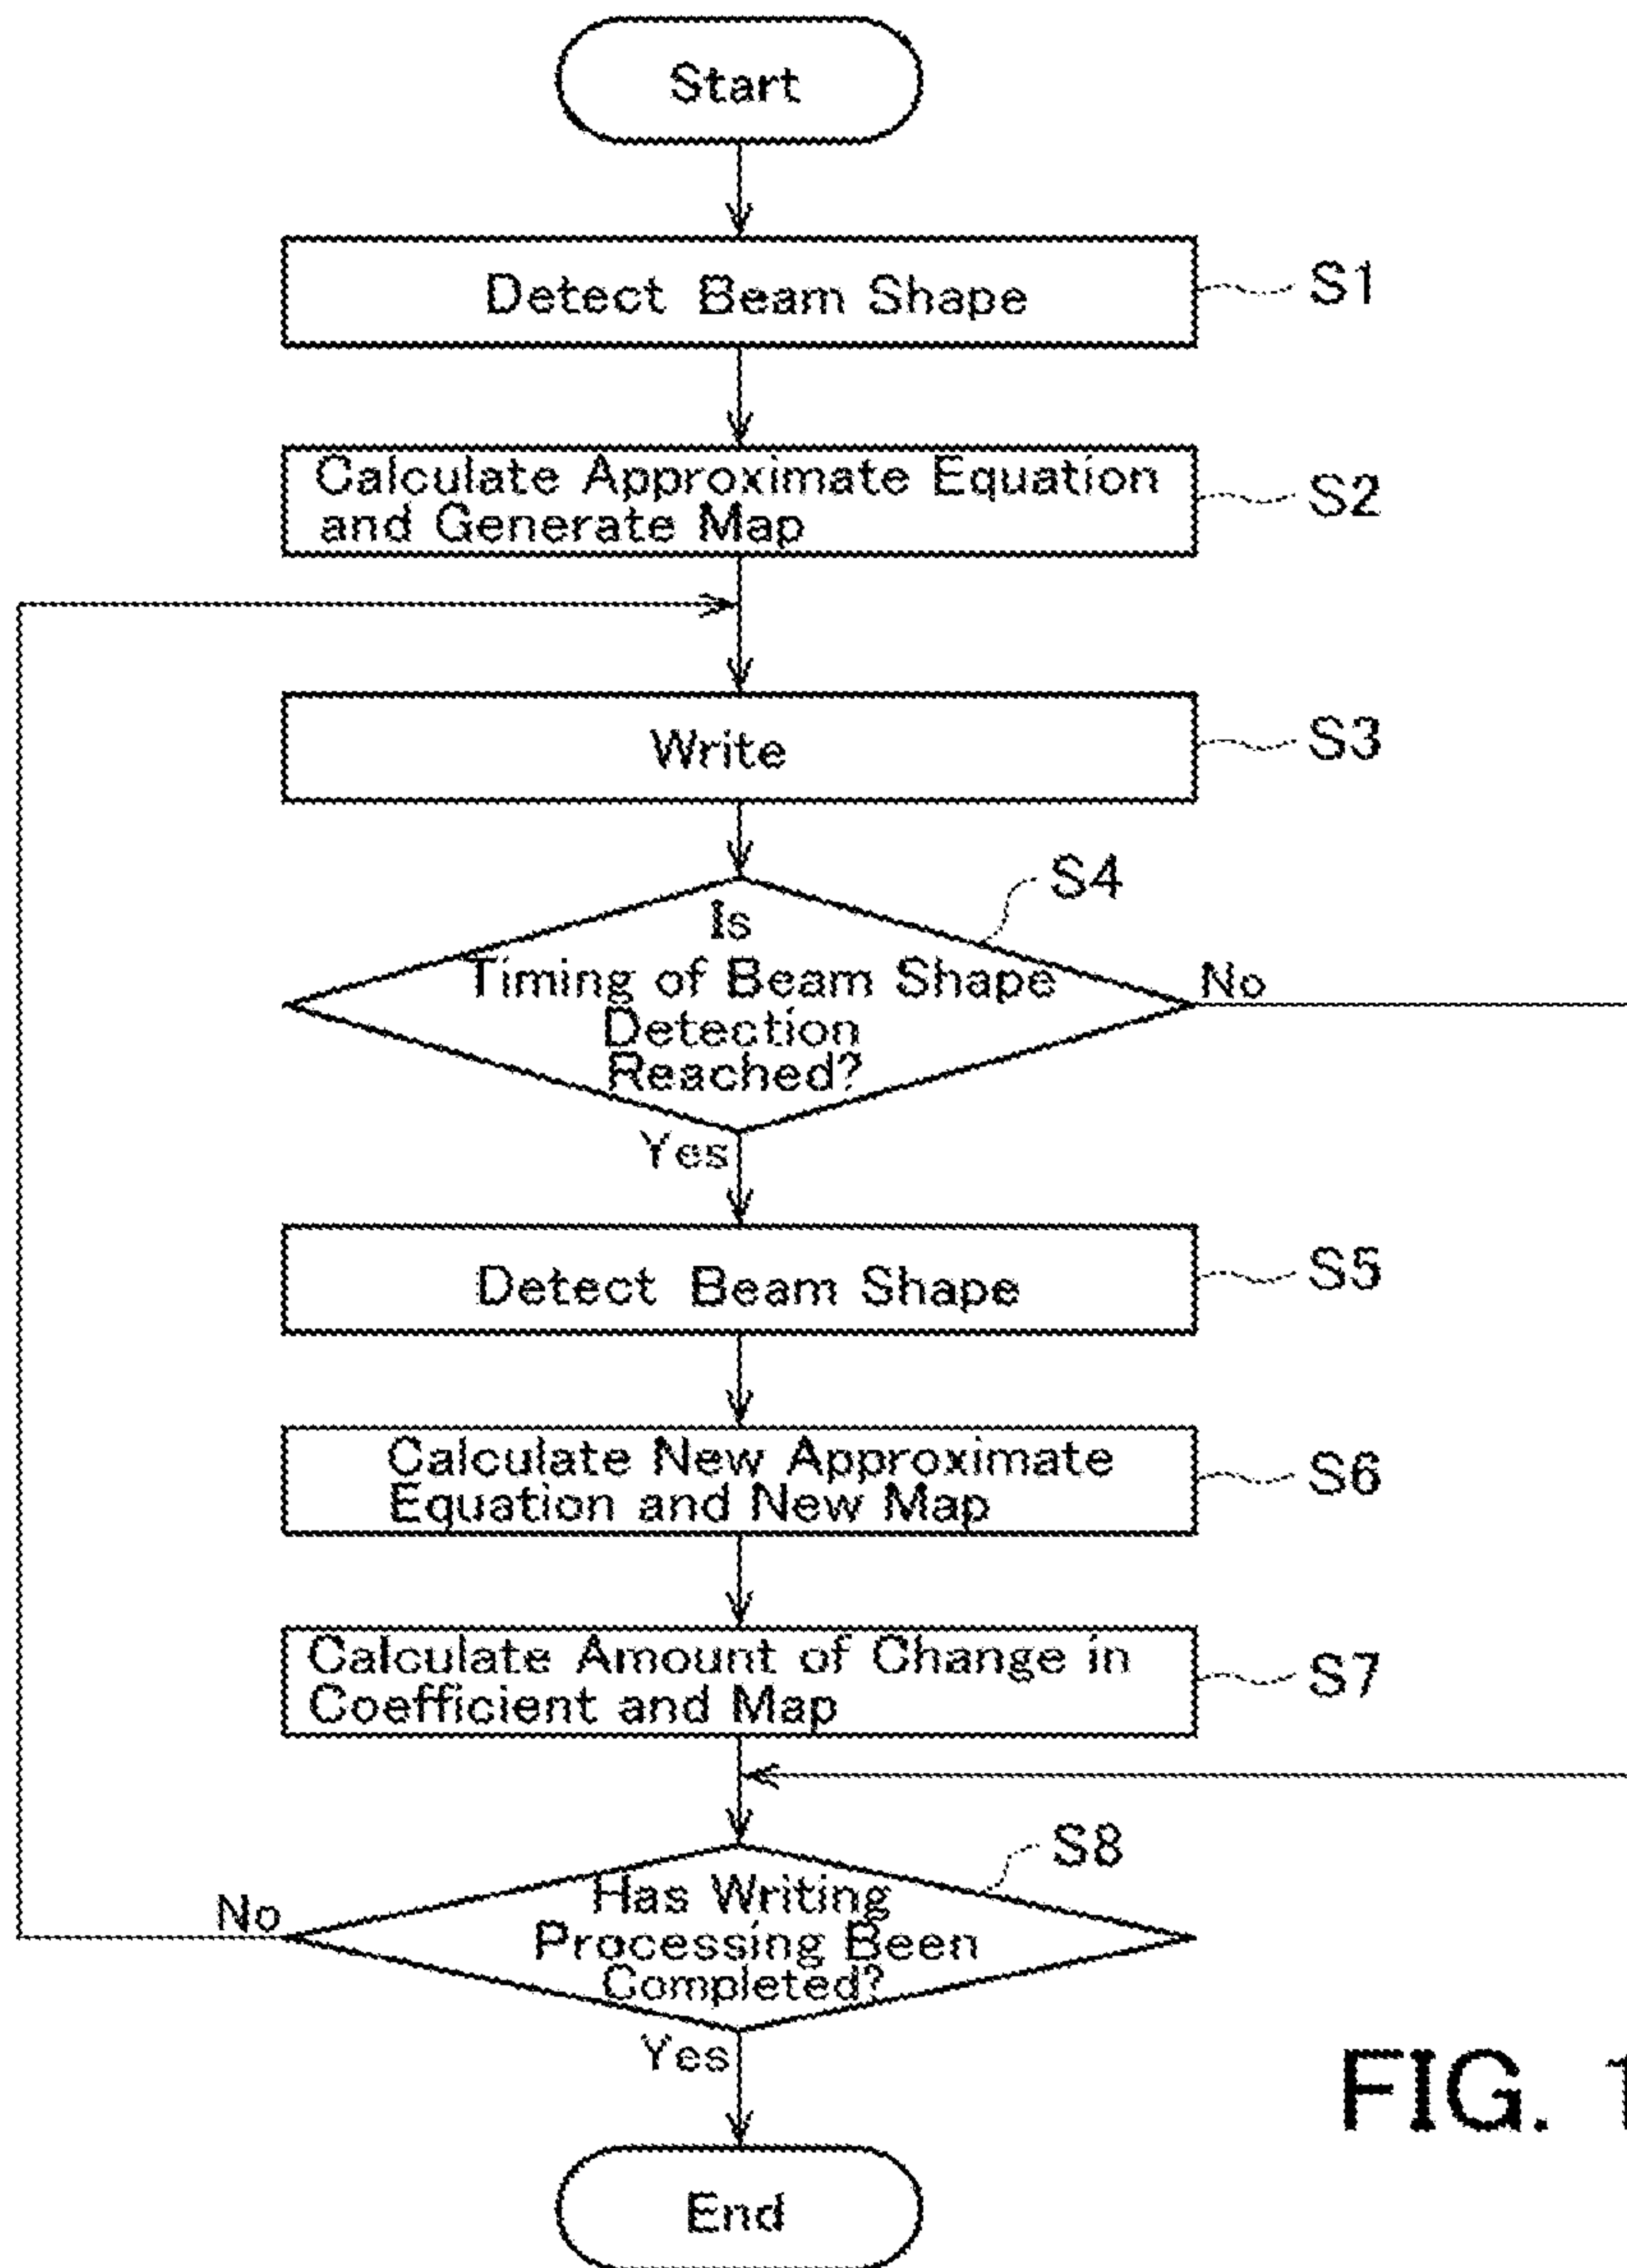 Start
Detect Beam Shape
S1
Calculate Approximate Equation
and Generate Map
S2
Write
S3
S4
Is
Timing of Beam Shape
Detection
Reached?
No
Yes
Detect Beam Shape
S5
Calculate New Approximate
Equation and New Map
S6
Calculate Amount of Change in
Coefficient and Map
S7
S8
Has Writing
Processing Been
Completed?
No
Yes
End
FIG.